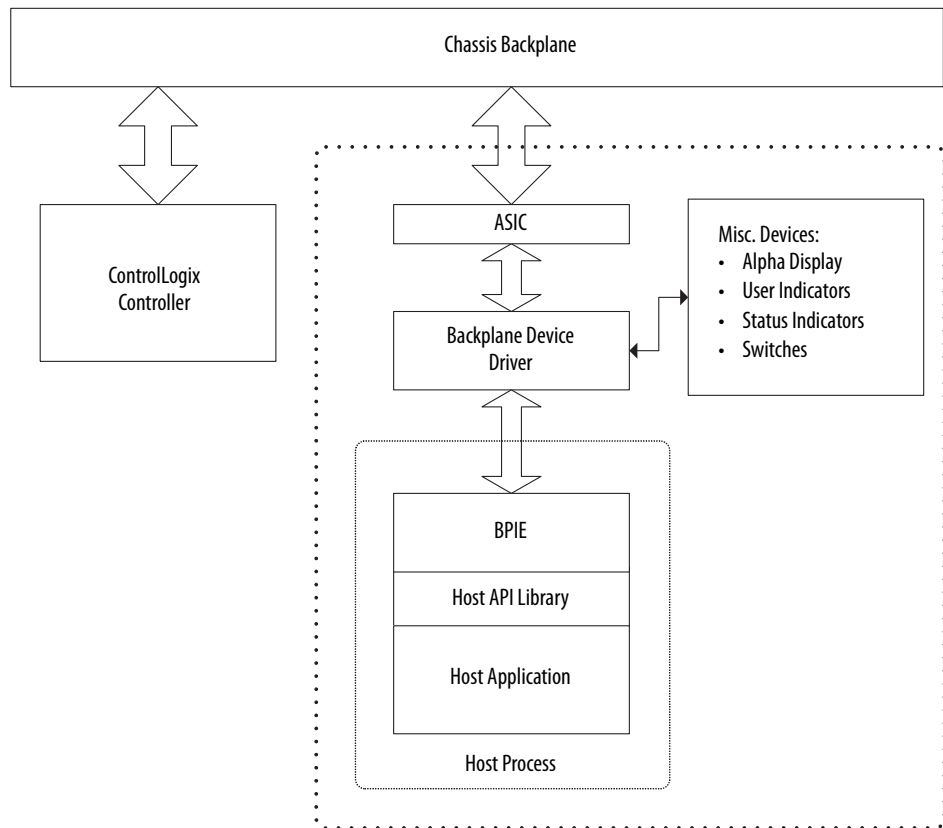 Chassis Backplane
ControlLogix
Controller
ASIC
Backplane Device
Driver
Misc. Devices:
• Alpha Display
• User Indicators
• Status Indicators
• Switches
BPIE
Host API Library
Host Application
Host Process